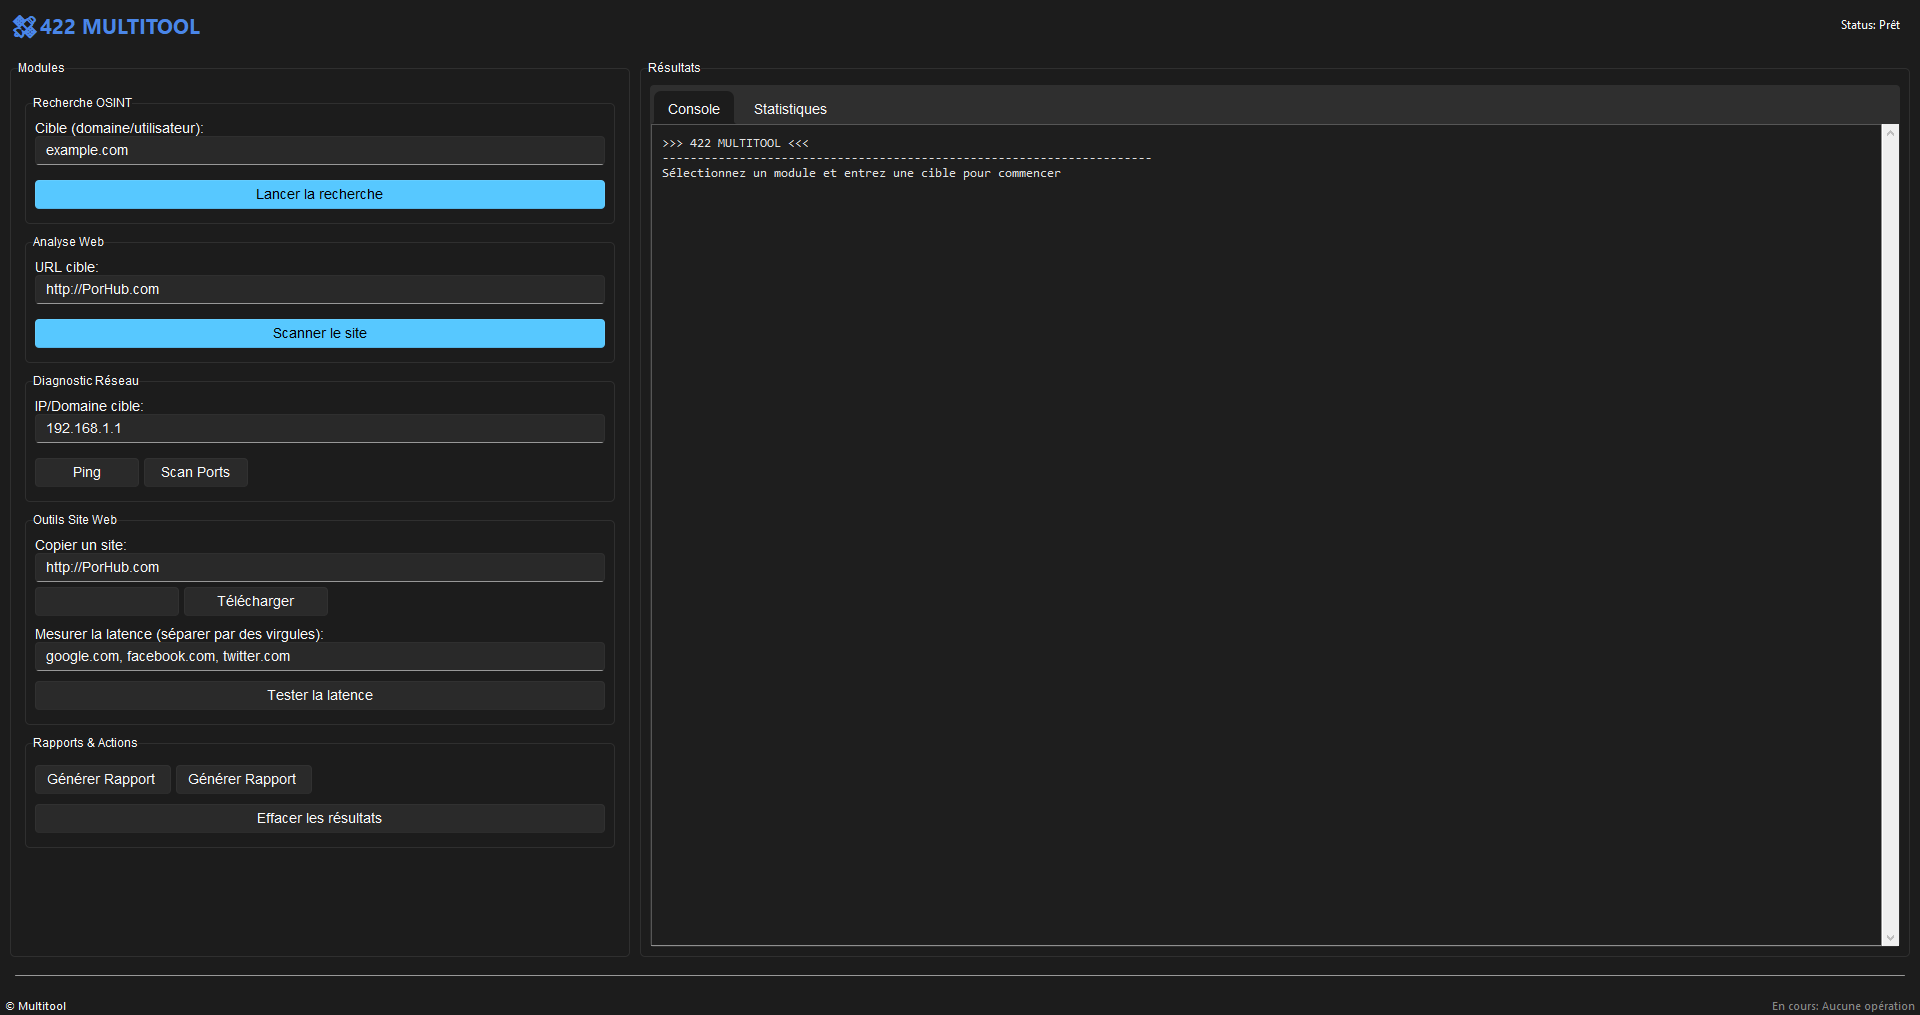 422 MULTITOOL
Status: Prêt
Modules
Recherche OSINT
Cible (domaine/utilisateur):
example.com
Lancer la recherche
Analyse Web
URL cible:
http://PorHub.com
Scanner le site
Diagnostic Réseau
IP/Domaine cible:
192.168.1.1
Ping
Scan Ports
Outils Site Web
Copier un site:
http://PorHub.com
Télécharger
Mesurer la latence (séparer par des virgules):
google.com, facebook.com, twitter.com
Tester la latence
Rapports & Actions
Générer Rapport
Générer Rapport
Effacer les résultats
Résultats
Console
Statistiques
>>> 422 MULTITOOL <<<
----------------------------------------------------------------------
Sélectionnez un module et entrez une cible pour commencer
© Multitool
En cours: Aucune opération